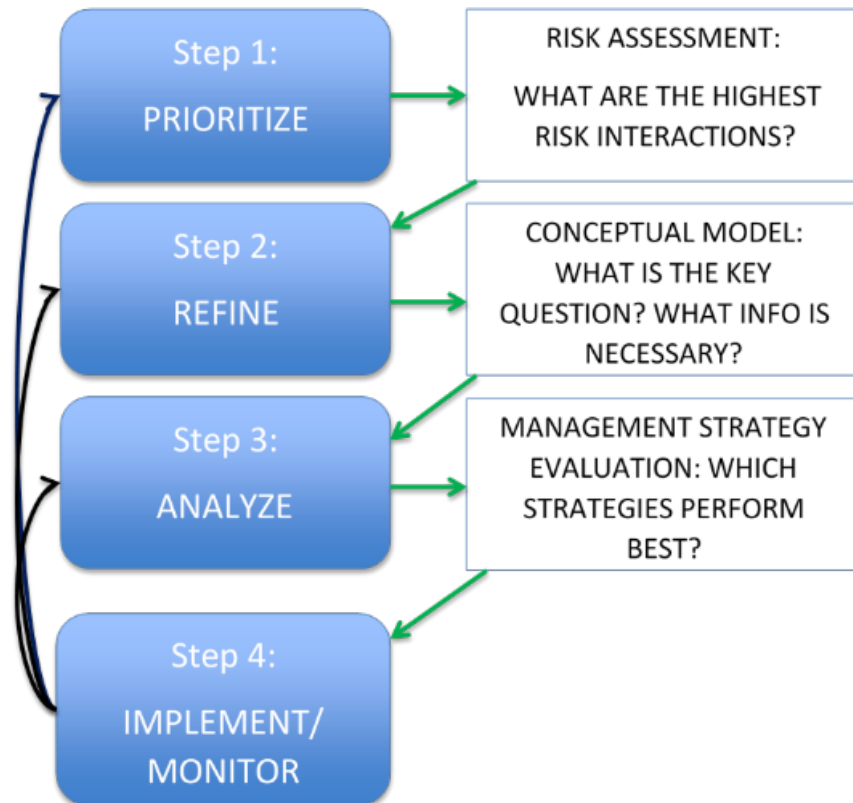 Step 1:
PRIORITIZE
RISK ASSESSMENT:
WHAT ARE THE HIGHEST
RISK INTERACTIONS?
Step 2:
REFINE
CONCEPTUAL MODEL:
WHAT IS THE KEY
QUESTION? WHAT INFO IS
NECESSARY?
Step 3:
ANALYZE
MANAGEMENT STRATEGY
EVALUATION: WHICH
STRATEGIES PERFORM
BEST?
Step 4:
IMPLEMENT/
MONITOR